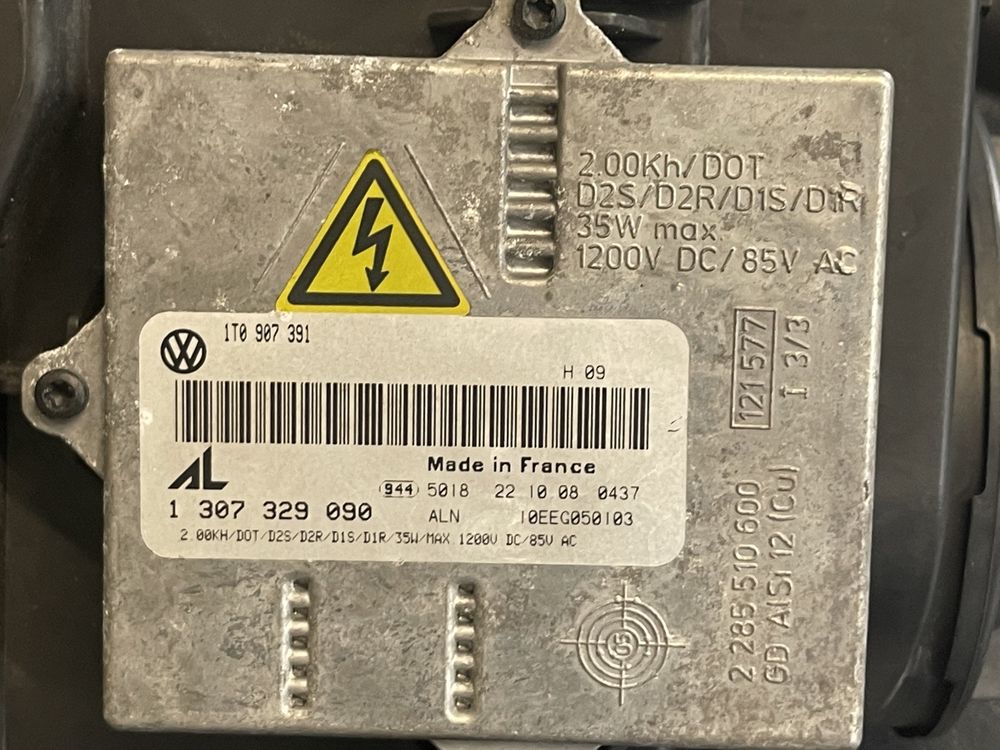 2.00Kh/DOT
D2S/D2R/D1S/D1R
35W max.
1200V DC/85V AC
1T0 907 391
H 09
Made in France
944 5018 22 10 08 0437
1 307 329 090 ALN 10EEG050103
2.00KH/DOT/D2S/D2R/D1S/D1R/35W/MAX 1200V DC/85V AC
121577
I 3/3
2 285 510 600
GD AlSi 12 (Cu)